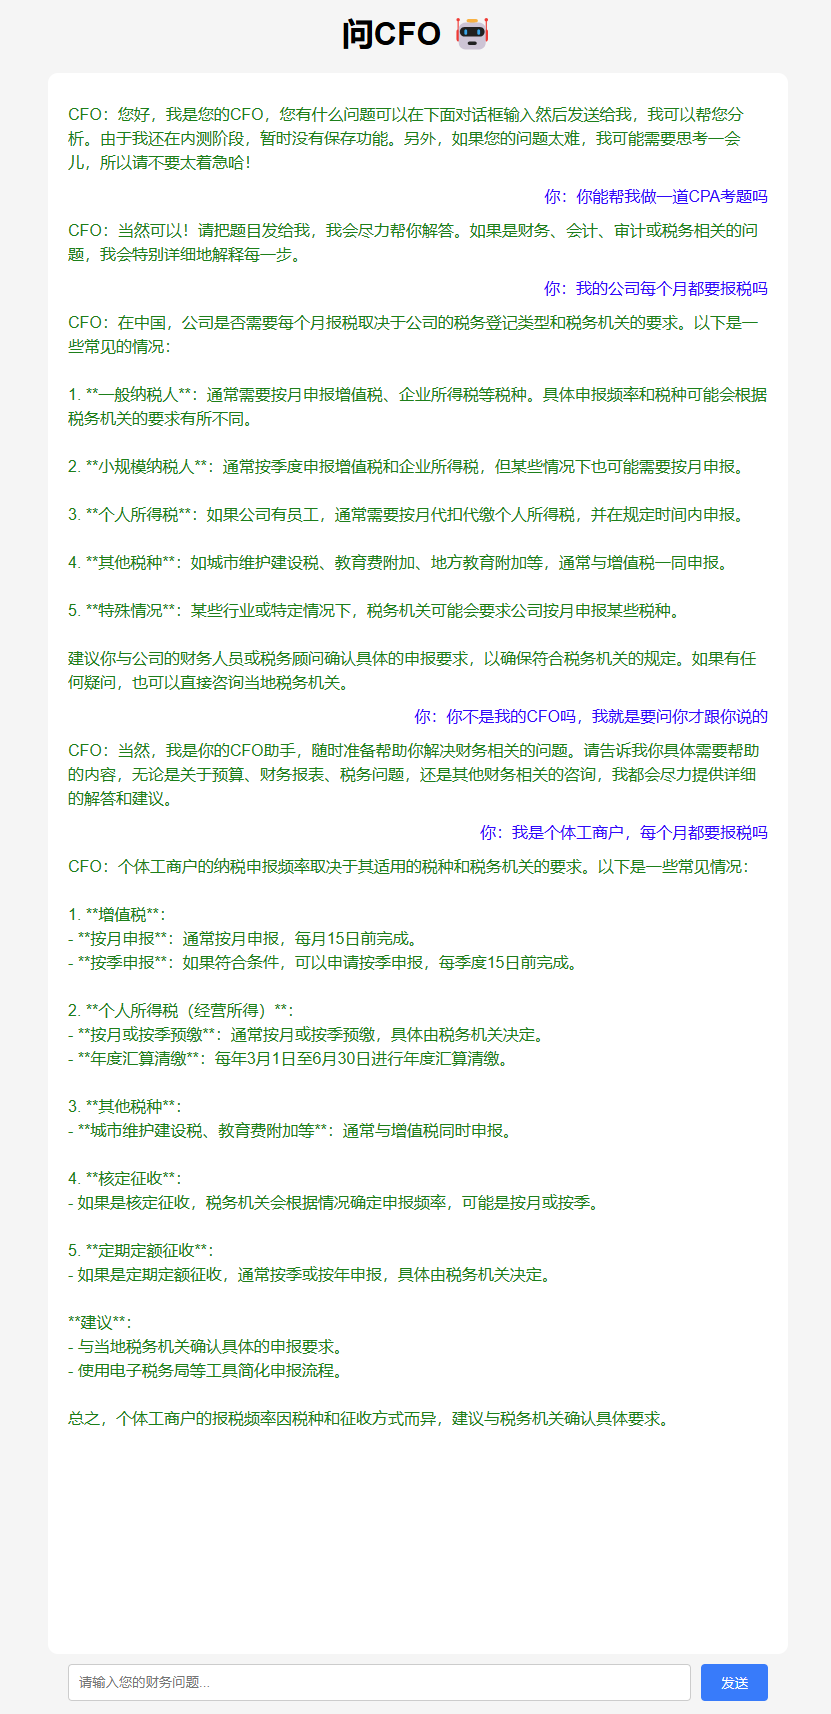 问CFO
CFO：您好，我是您的CFO，您有什么问题可以在下面对话框输入然后发送给我，我可以帮您分
析。由于我还在内测阶段，暂时没有保存功能。另外，如果您的问题太难，我可能需要思考一会
儿，所以请不要太着急哈！
你：你能帮我做一道CPA考题吗
CFO：当然可以！请把题目发给我，我会尽力帮你解答。如果是财务、会计、审计或税务相关的问
题，我会特别详细地解释每一步。
你：我的公司每个月都要报税吗
CFO：在中国，公司是否需要每个月报税取决于公司的税务登记类型和税务机关的要求。以下是一
些常见的情况：
1. **一般纳税人**：通常需要按月申报增值税、企业所得税等税种。具体申报频率和税种可能会根据
税务机关的要求有所不同。
2. **小规模纳税人**：通常按季度申报增值税和企业所得税，但某些情况下也可能需要按月申报。
3. **个人所得税**：如果公司有员工，通常需要按月代扣代缴个人所得税，并在规定时间内申报。
4. **其他税种**：如城市维护建设税、教育费附加、地方教育附加等，通常与增值税一同申报。
5. **特殊情况**：某些行业或特定情况下，税务机关可能会要求公司按月申报某些税种。
建议你与公司的财务人员或税务顾问确认具体的申报要求，以确保符合税务机关的规定。如果有任
何疑问，也可以直接咨询当地税务机关。
你：你不是我的CFO吗，我就是要问你才跟你说的
CFO：当然，我是你的CFO助手，随时准备帮助你解决财务相关的问题。请告诉我你具体需要帮助
的内容，无论是关于预算、财务报表、税务问题，还是其他财务相关的咨询，我都会尽力提供详细
的解答和建议。
你：我是个体工商户，每个月都要报税吗
CFO：个体工商户的纳税申报频率取决于其适用的税种和税务机关的要求。以下是一些常见情况：
1. **增值税**：
- **按月申报**：通常按月申报，每月15日前完成。
- **按季申报**：如果符合条件，可以申请按季申报，每季度15日前完成。
2. **个人所得税（经营所得）**：
- **按月或按季预缴**：通常按月或按季预缴，具体由税务机关决定。
- **年度汇算清缴**：每年3月1日至6月30日进行年度汇算清缴。
3. **其他税种**：
- **城市维护建设税、教育费附加等**：通常与增值税同时申报。
4. **核定征收**：
- 如果是核定征收，税务机关会根据情况确定申报频率，可能是按月或按季。
5. **定期定额征收**：
- 如果是定期定额征收，通常按季或按年申报，具体由税务机关决定。
**建议**：
- 与当地税务机关确认具体的申报要求。
- 使用电子税务局等工具简化申报流程。
总之，个体工商户的报税频率因税种和征收方式而异，建议与税务机关确认具体要求。
请输入您的财务问题...
发送